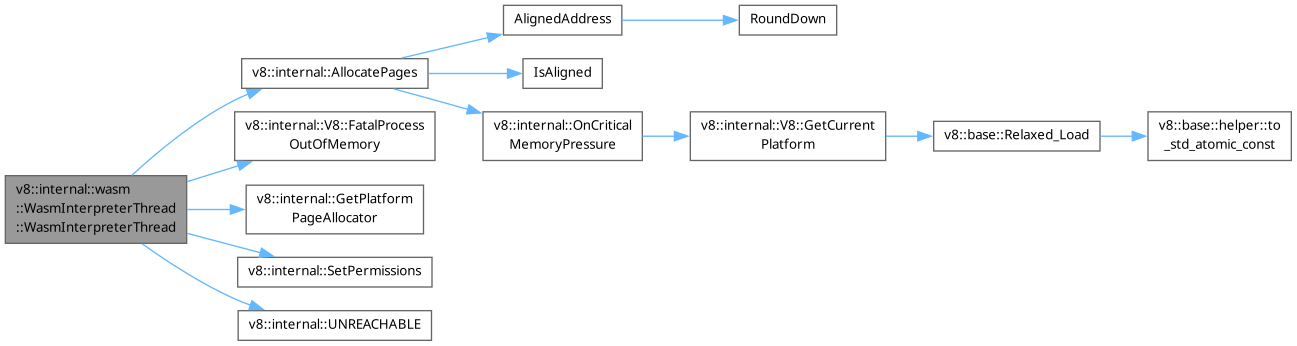 v8::internal::wasm
::WasmInterpreterThread
::WasmInterpreterThread
v8::internal::AllocatePages
AlignedAddress
RoundDown
IsAligned
v8::internal::OnCritical
MemoryPressure
v8::internal::V8::GetCurrent
Platform
v8::base::Relaxed_Load
v8::base::helper::to
_std_atomic_const
v8::internal::V8::FatalProcess
OutOfMemory
v8::internal::GetPlatform
PageAllocator
v8::internal::SetPermissions
v8::internal::UNREACHABLE